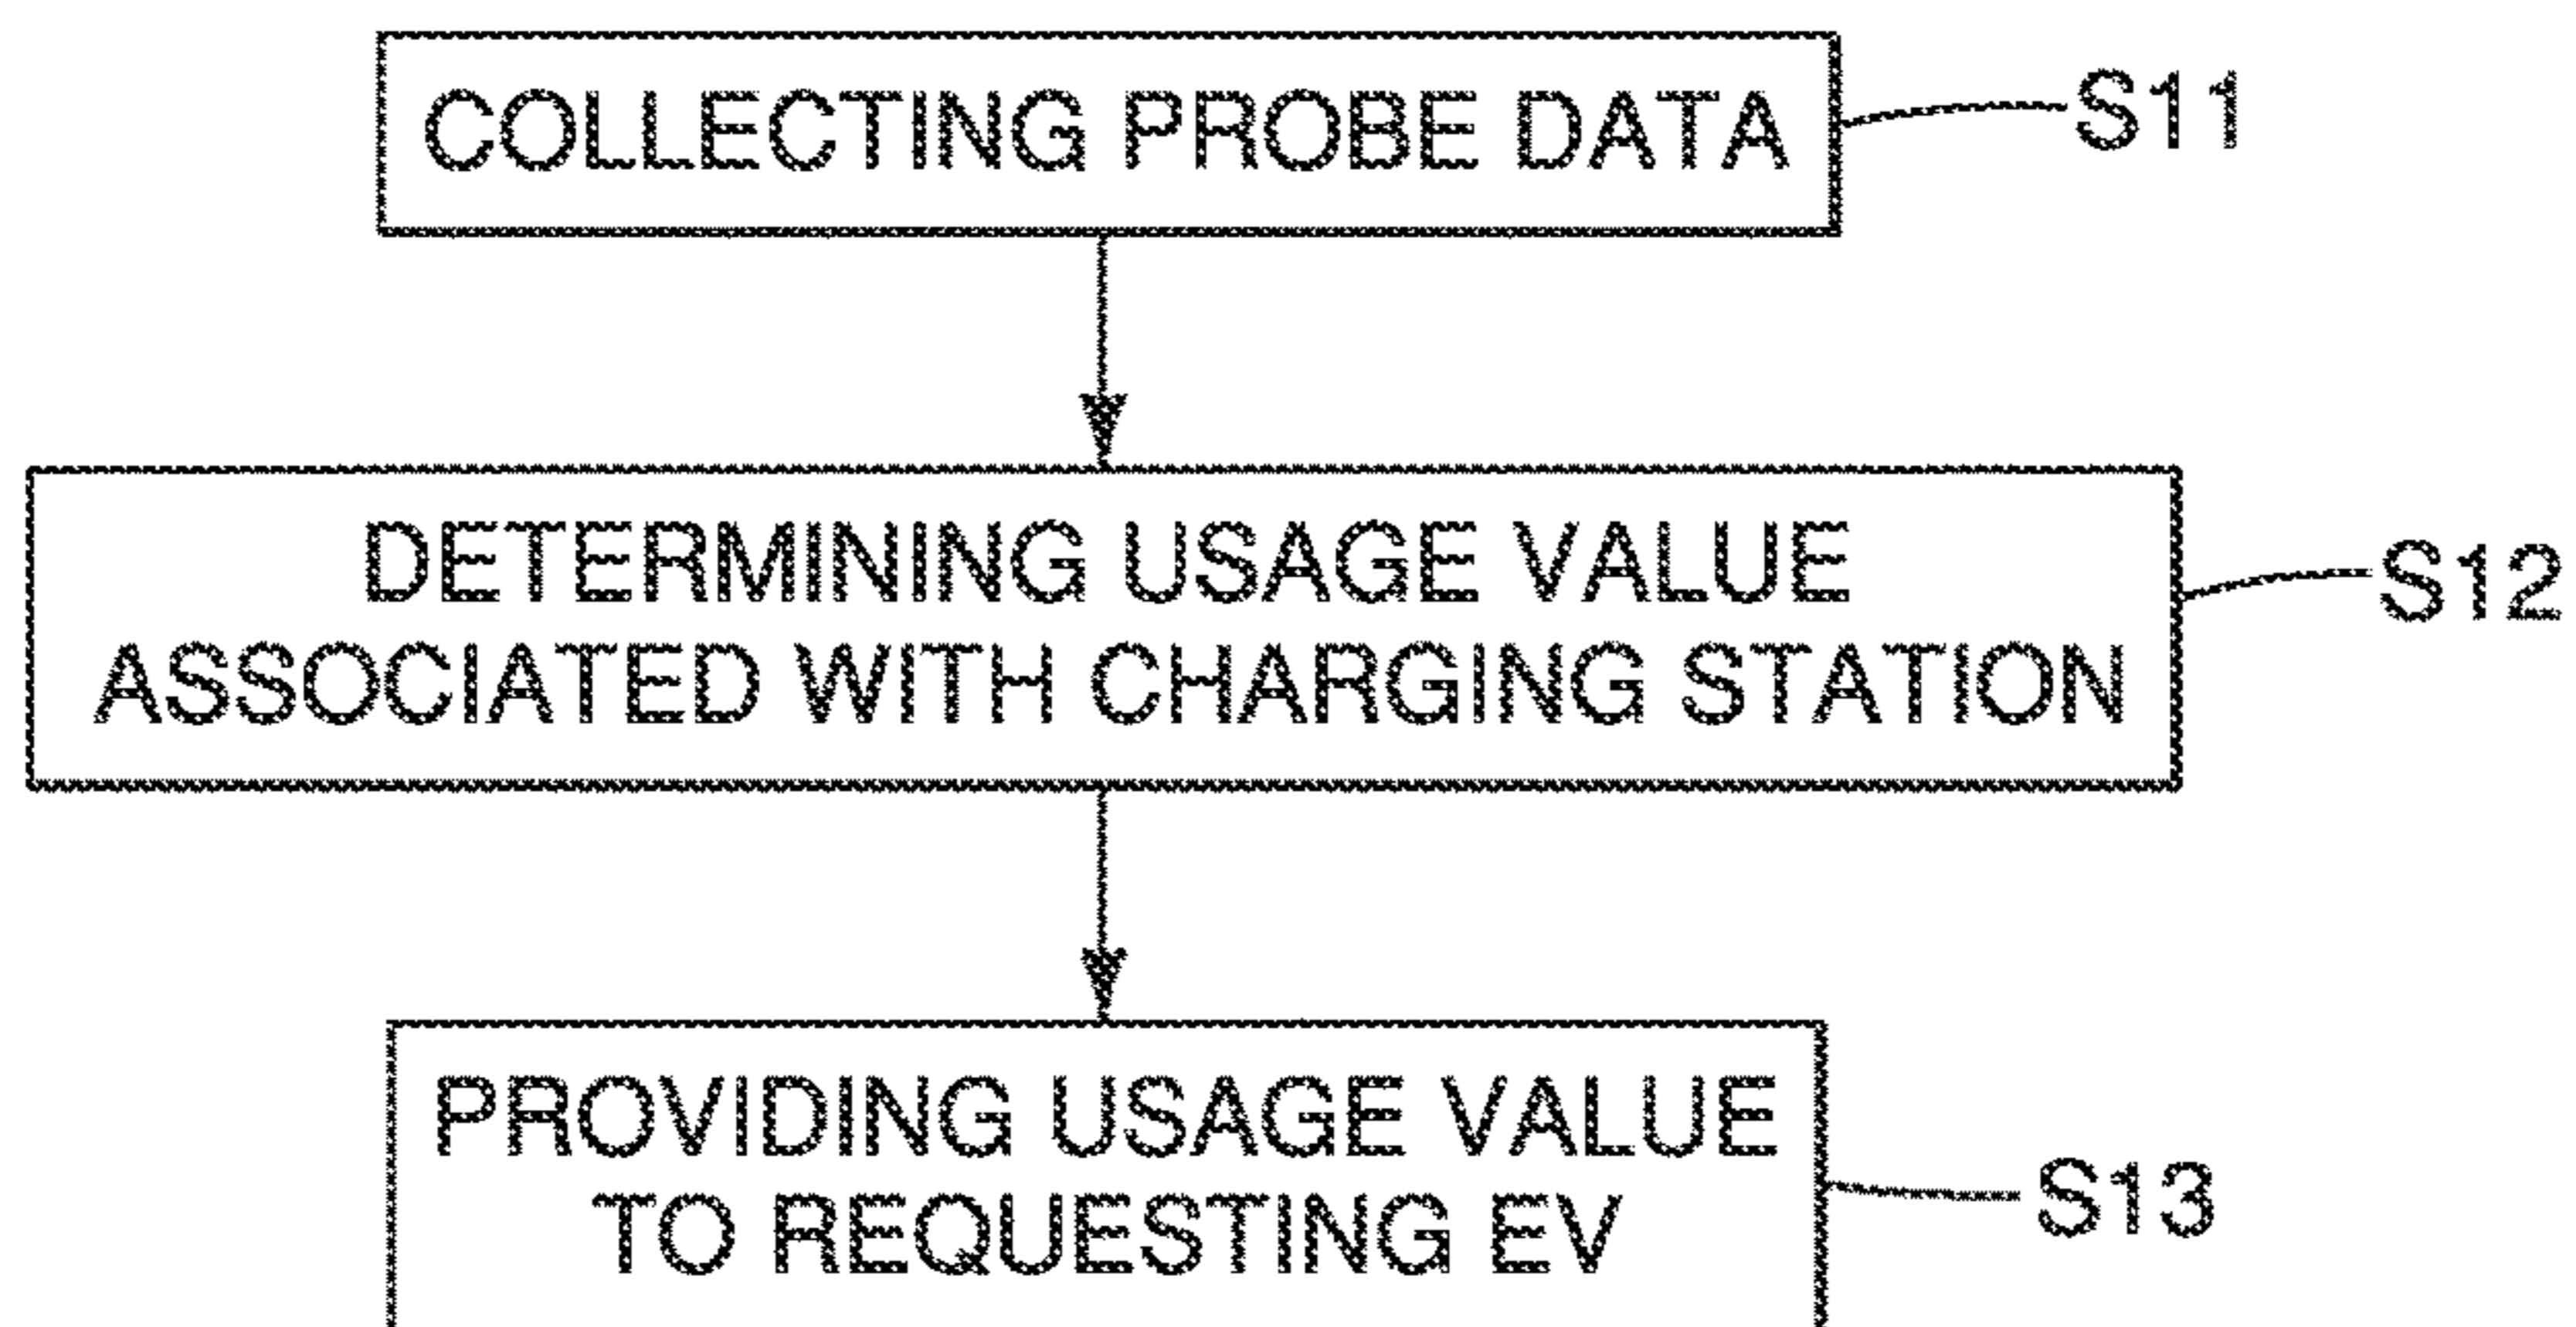 COLLECTING PROBE DATA
S11
DETERMINING USAGE VALUE
ASSOCIATED WITH CHARGING STATION
S12
PROVIDING USAGE VALUE
TO REQUESTING EV
S13